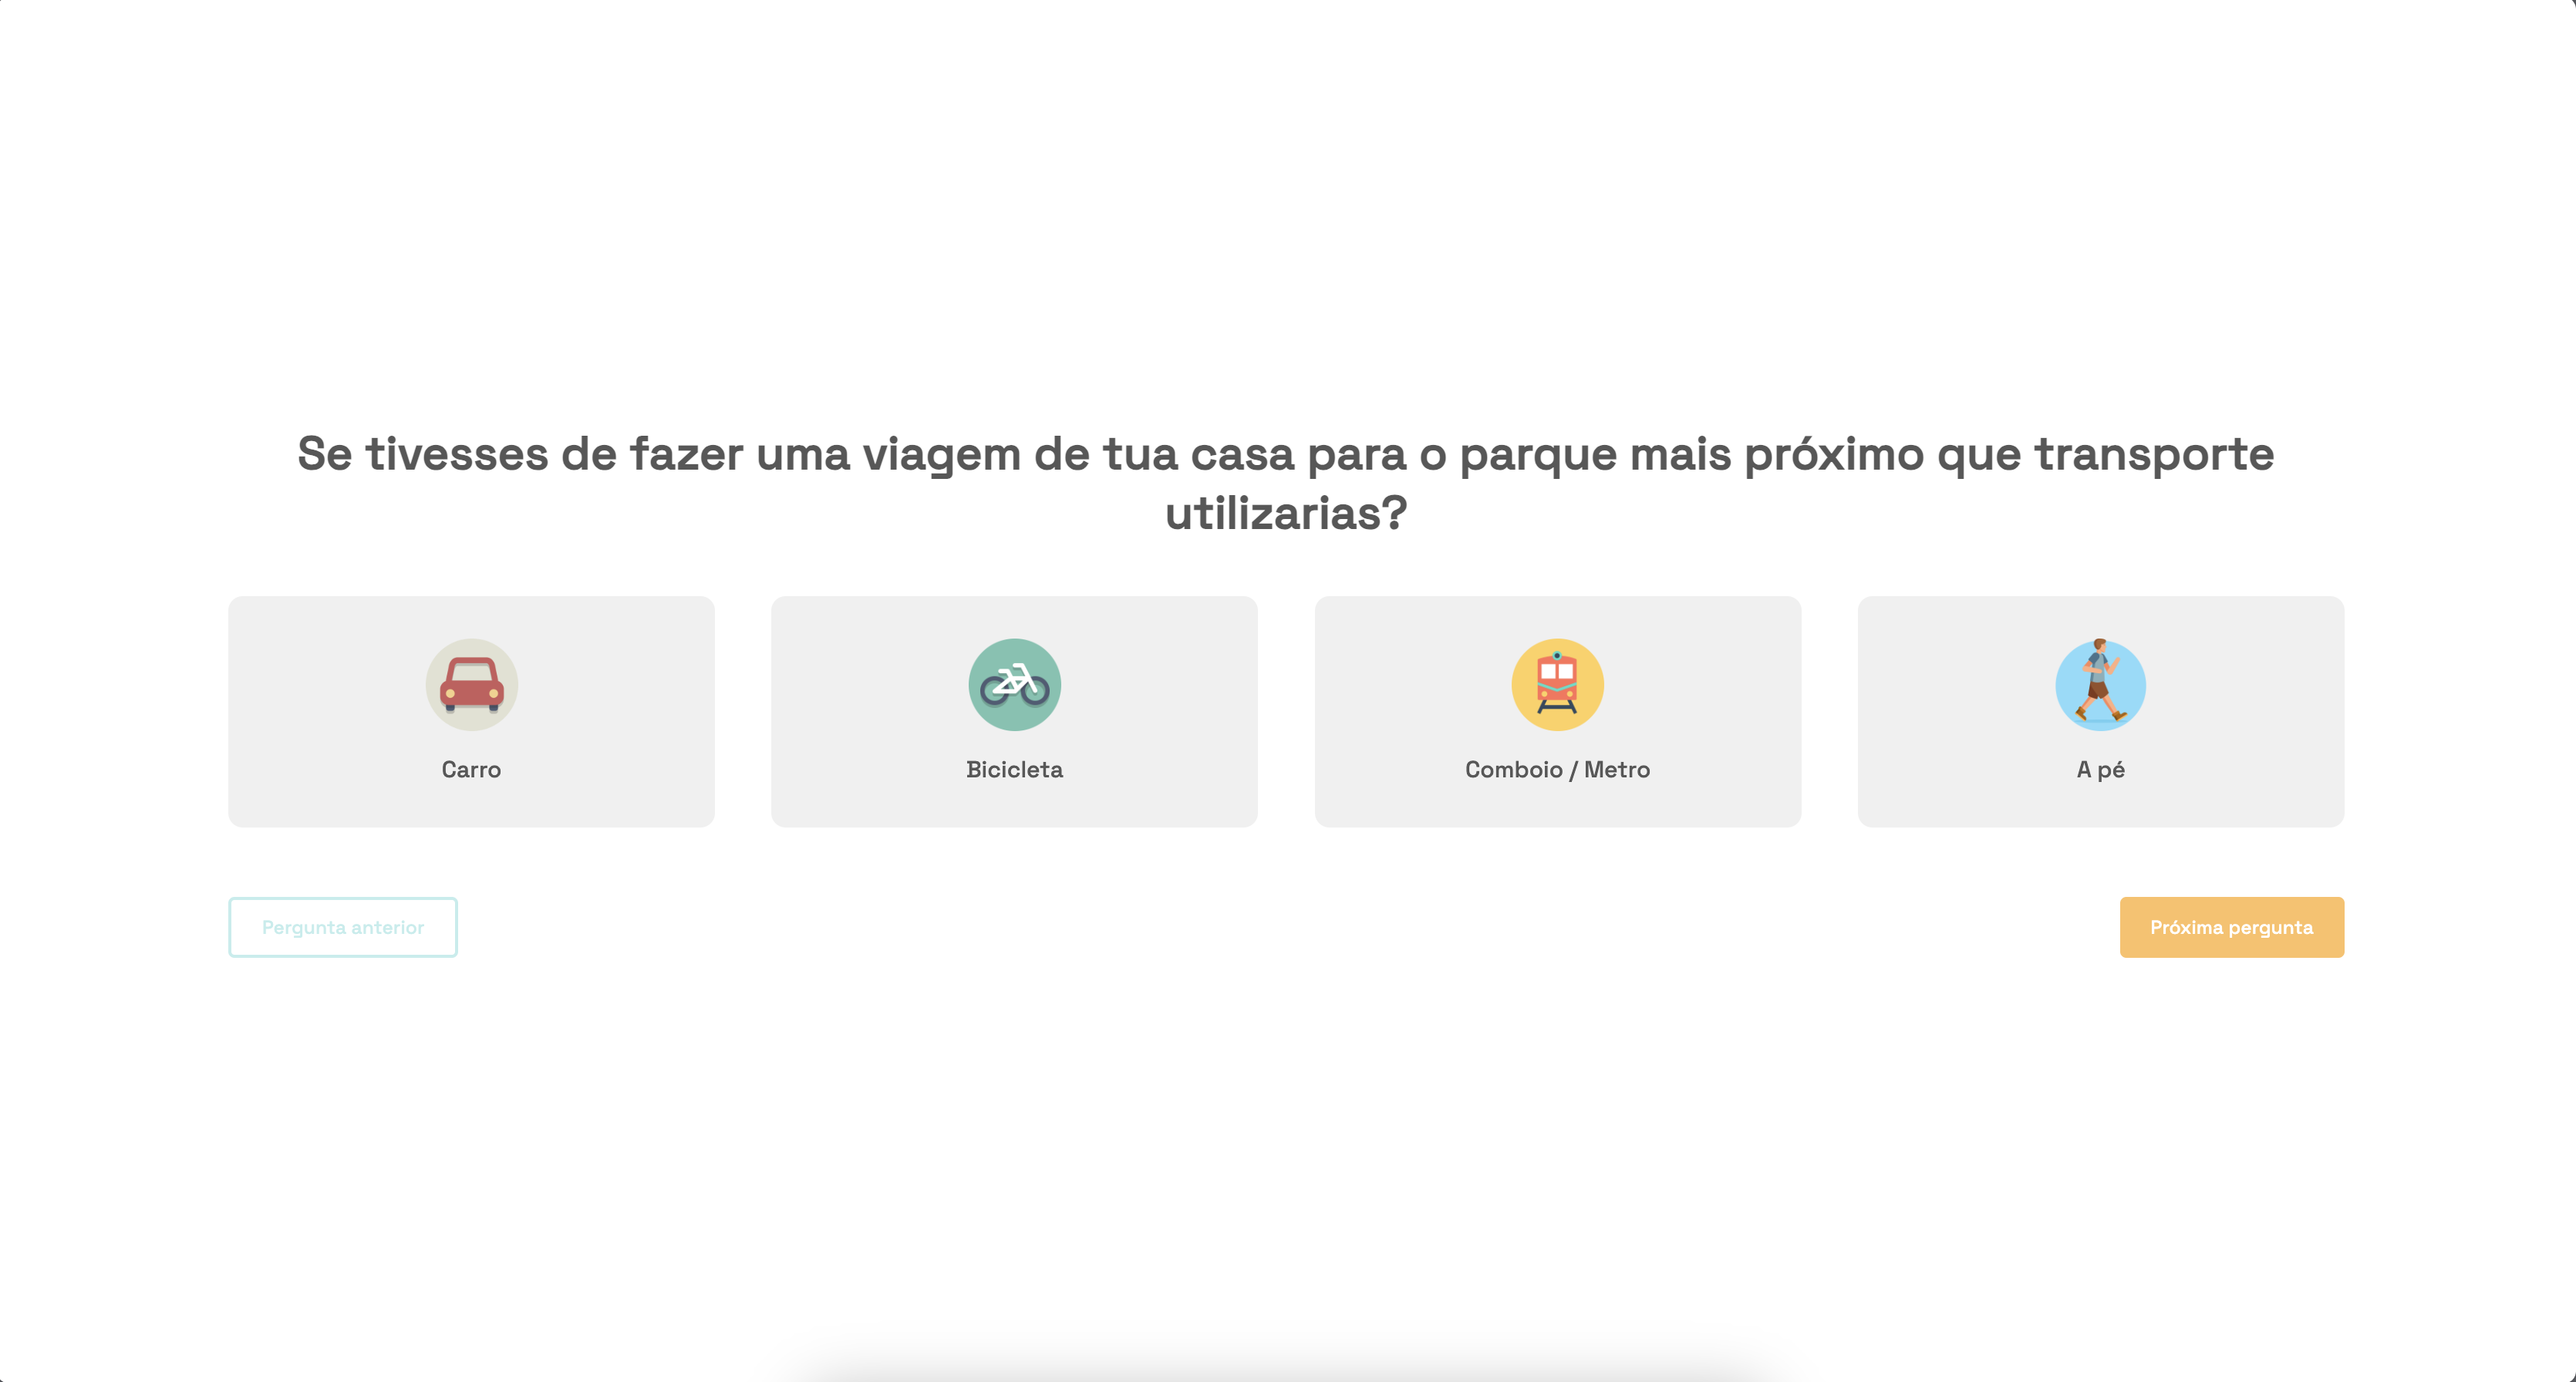 Se tivesses de fazer uma viagem de tua casa para o parque mais próximo que transporte
utilizarias?
Carro
Bicicleta
Comboio / Metro
A pé
Pergunta anterior
Próxima pergunta